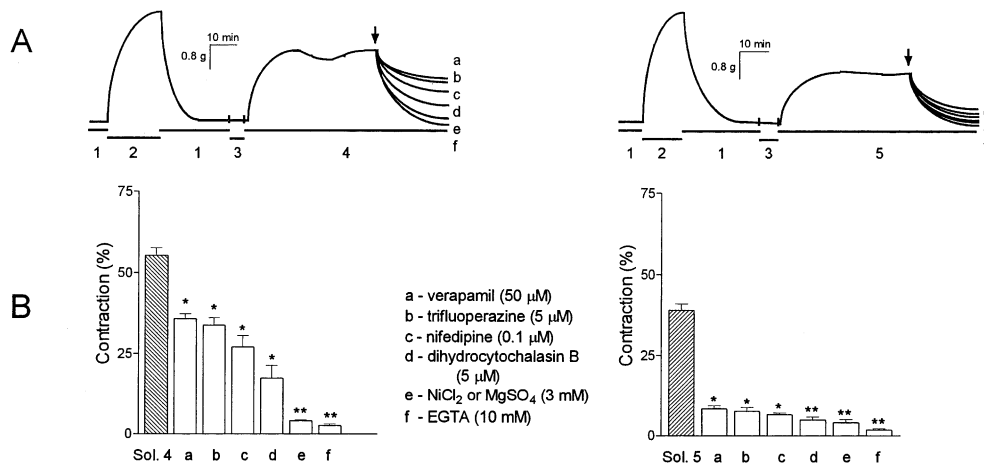 A
10 min
0.8 g
a
b
c
d
e
f
1 2 1 3 4
10 min
0.8 g
1 2 1 3 5
B
75
50
25
0
Contraction (%)
* * * * ** **
Sol. 4 a b c d e f
a - verapamil (50 µM)
b - trifluoperazine (5 µM)
c - nifedipine (0.1 µM)
d - dihydrocytochalasin B
(5 µM)
e - NiCl2 or MgSO4 (3 mM)
f - EGTA (10 mM)
75
50
25
0
Contraction (%)
* * * ** ** **
Sol. 5 a b c d e f